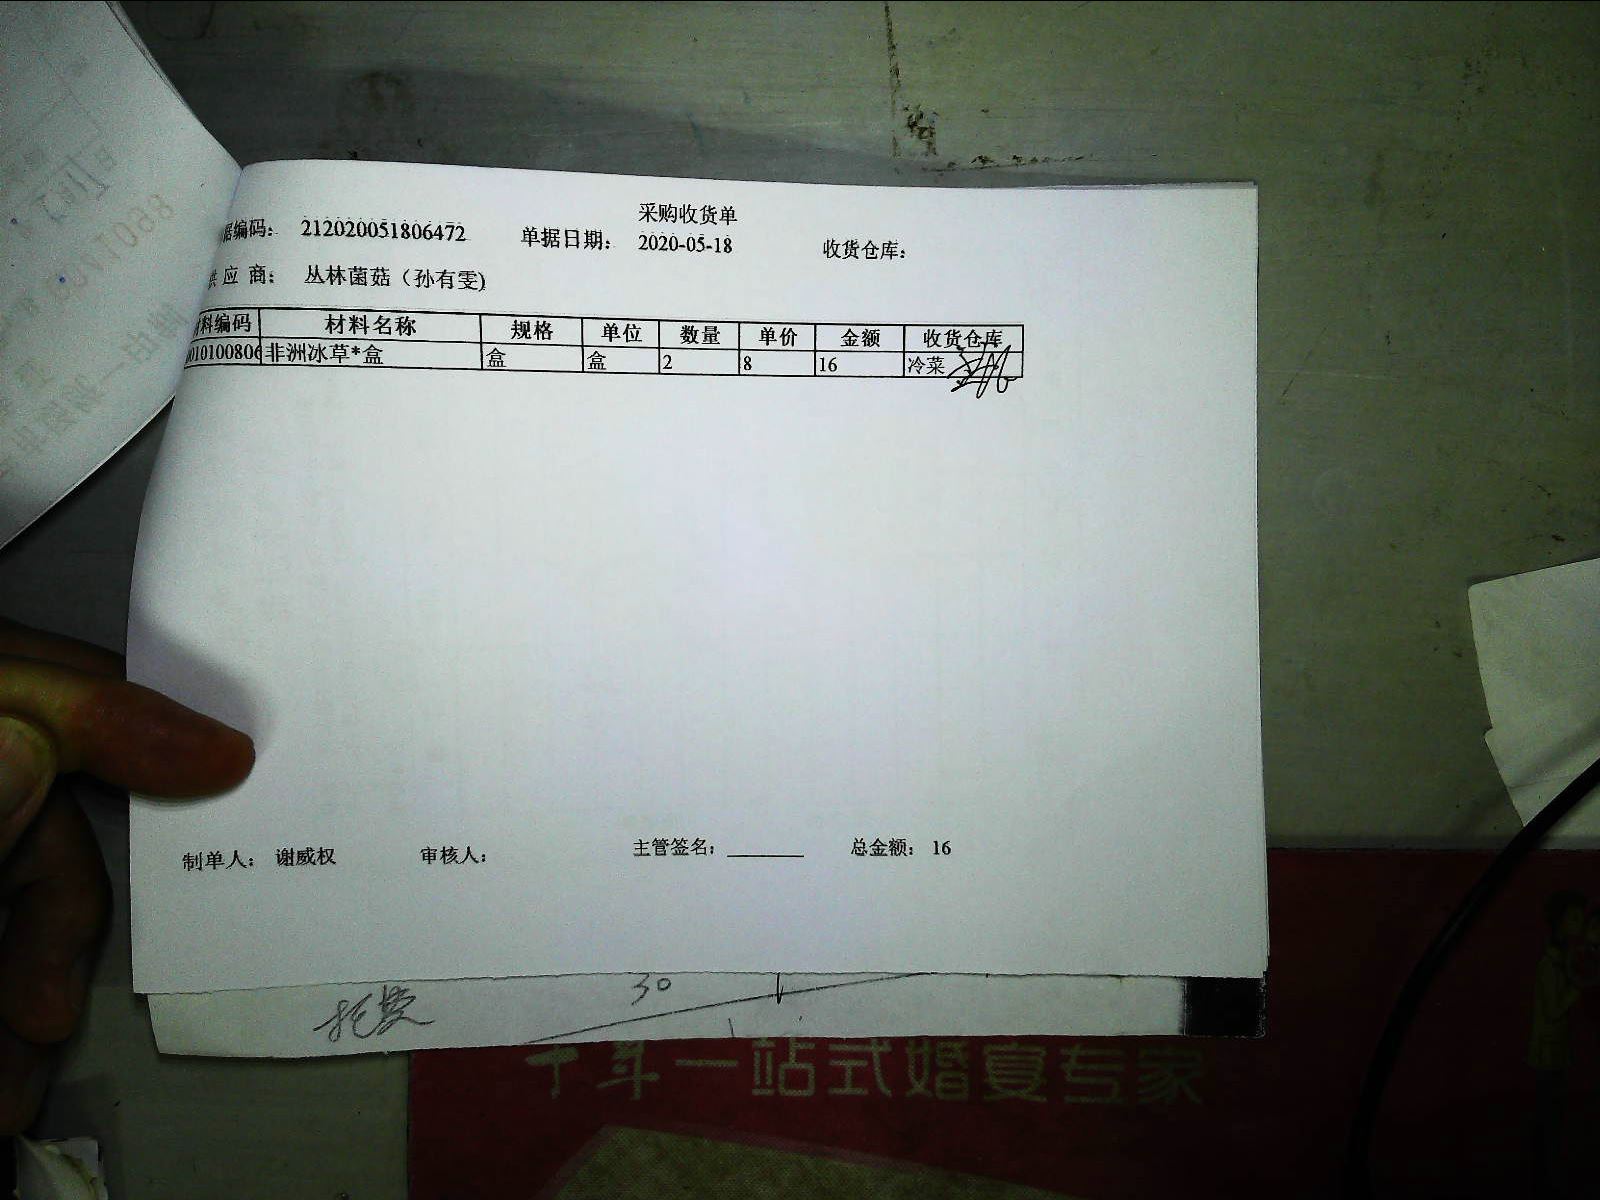 采购收货单
据编码: 212020051806472 单据日期: 2020-05-18 收货仓库:
供应商: 丛林菌菇（孙有雯)
材料编码 材料名称 规格 单位 数量 单价 金额 收货仓库
010100806 非洲冰草*盒 盒 盒 2 8 16 冷菜
制单人: 谢威权 审核人: 主管签名: ________ 总金额: 16
30
十年一站式婚宴专家